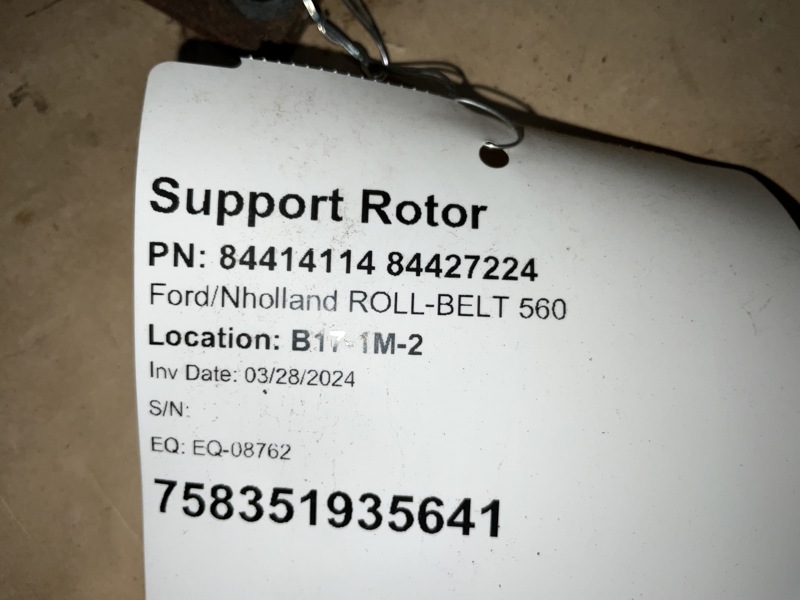 Support Rotor
PN: 84414114 84427224
Ford/Nholland ROLL-BELT 560
Location: B17-1M-2
Inv Date: 03/28/2024
S/N:
EQ: EQ-08762
758351935641